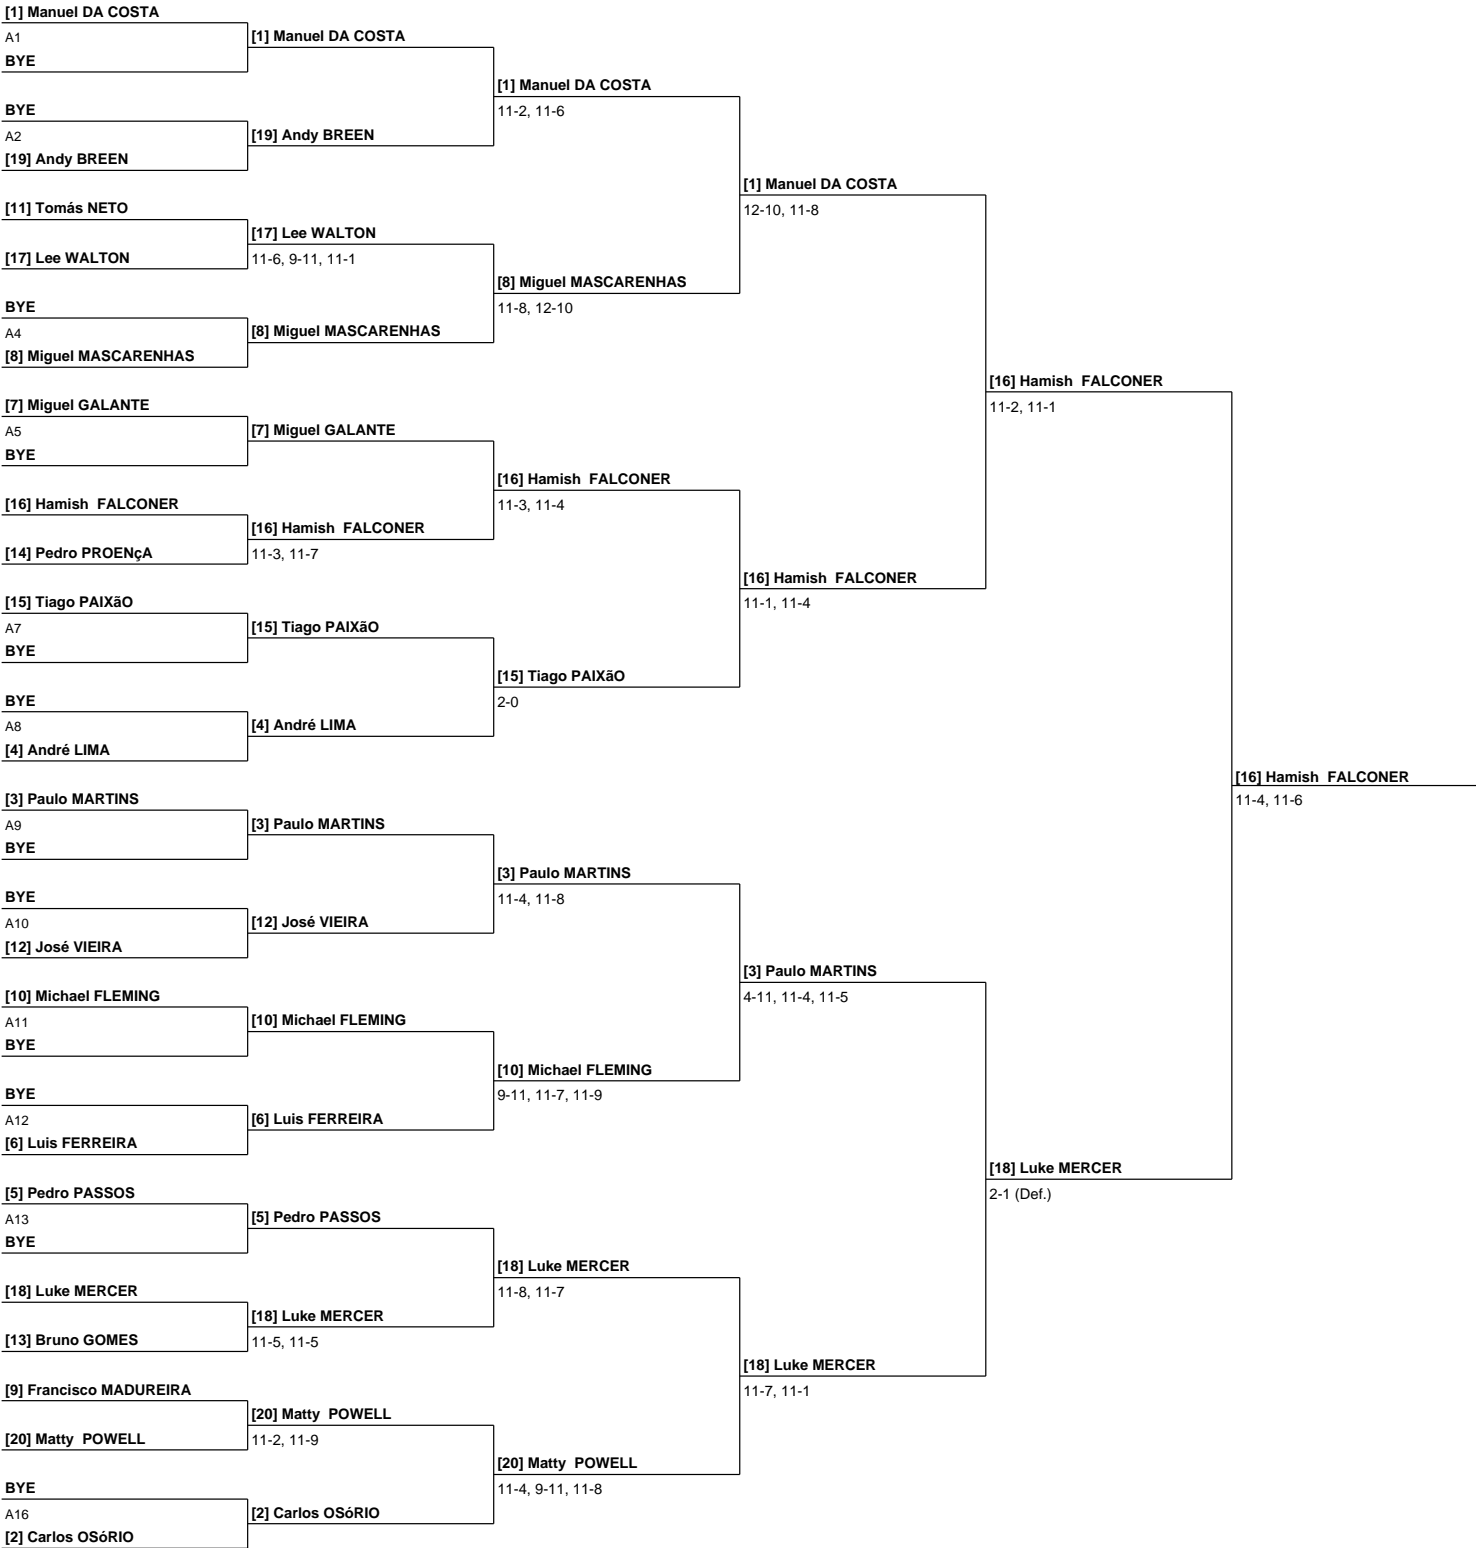 [1] Manuel DA COSTA
A1
BYE
BYE
A2
[19] Andy BREEN
[11] Tomás NETO
[17] Lee WALTON
BYE
A4
[8] Miguel MASCARENHAS
[7] Miguel GALANTE
A5
BYE
[16] Hamish FALCONER
[14] Pedro PROENçA
[15] Tiago PAIXãO
A7
BYE
BYE
A8
[4] André LIMA
[3] Paulo MARTINS
A9
BYE
BYE
A10
[12] José VIEIRA
[10] Michael FLEMING
A11
BYE
BYE
A12
[6] Luis FERREIRA
[5] Pedro PASSOS
A13
BYE
[18] Luke MERCER
[13] Bruno GOMES
[9] Francisco MADUREIRA
[20] Matty POWELL
BYE
A16
[2] Carlos OSóRIO
[1] Manuel DA COSTA
[19] Andy BREEN
[17] Lee WALTON
11-6, 9-11, 11-1
[8] Miguel MASCARENHAS
[7] Miguel GALANTE
[16] Hamish FALCONER
11-3, 11-7
[15] Tiago PAIXãO
[4] André LIMA
[3] Paulo MARTINS
[12] José VIEIRA
[10] Michael FLEMING
[6] Luis FERREIRA
[5] Pedro PASSOS
[18] Luke MERCER
11-5, 11-5
[20] Matty POWELL
11-2, 11-9
[2] Carlos OSóRIO
[1] Manuel DA COSTA
11-2, 11-6
[8] Miguel MASCARENHAS
11-8, 12-10
[16] Hamish FALCONER
11-3, 11-4
[15] Tiago PAIXãO
2-0
[3] Paulo MARTINS
11-4, 11-8
[10] Michael FLEMING
9-11, 11-7, 11-9
[18] Luke MERCER
11-8, 11-7
[20] Matty POWELL
11-4, 9-11, 11-8
[1] Manuel DA COSTA
12-10, 11-8
[16] Hamish FALCONER
11-1, 11-4
[3] Paulo MARTINS
4-11, 11-4, 11-5
[18] Luke MERCER
11-7, 11-1
[16] Hamish FALCONER
11-2, 11-1
[18] Luke MERCER
2-1 (Def.)
[16] Hamish FALCONER
11-4, 11-6